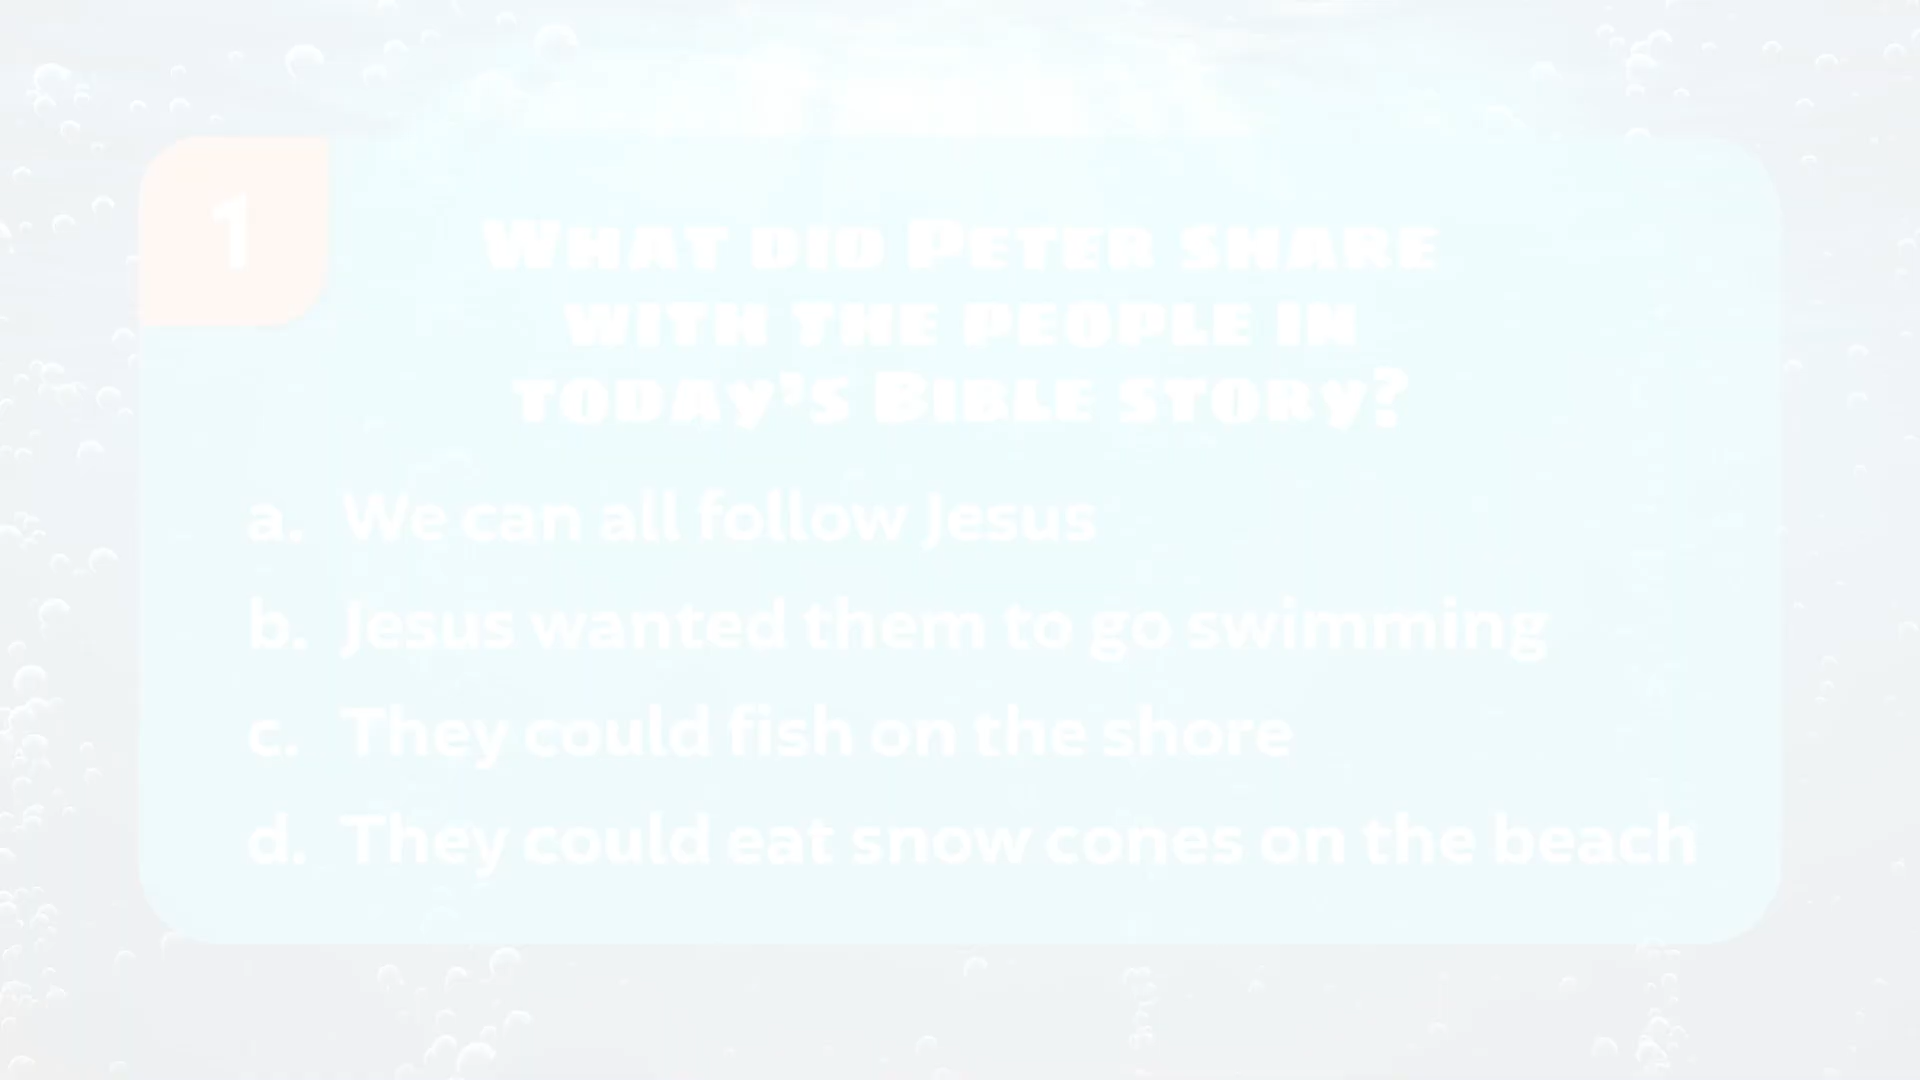 1
What did Peter share
with the people in
today's Bible story?
a. We can all follow Jesus
b. Jesus wanted them to go swimming
c. They could fish on the shore
d. They could eat snow cones on the beach